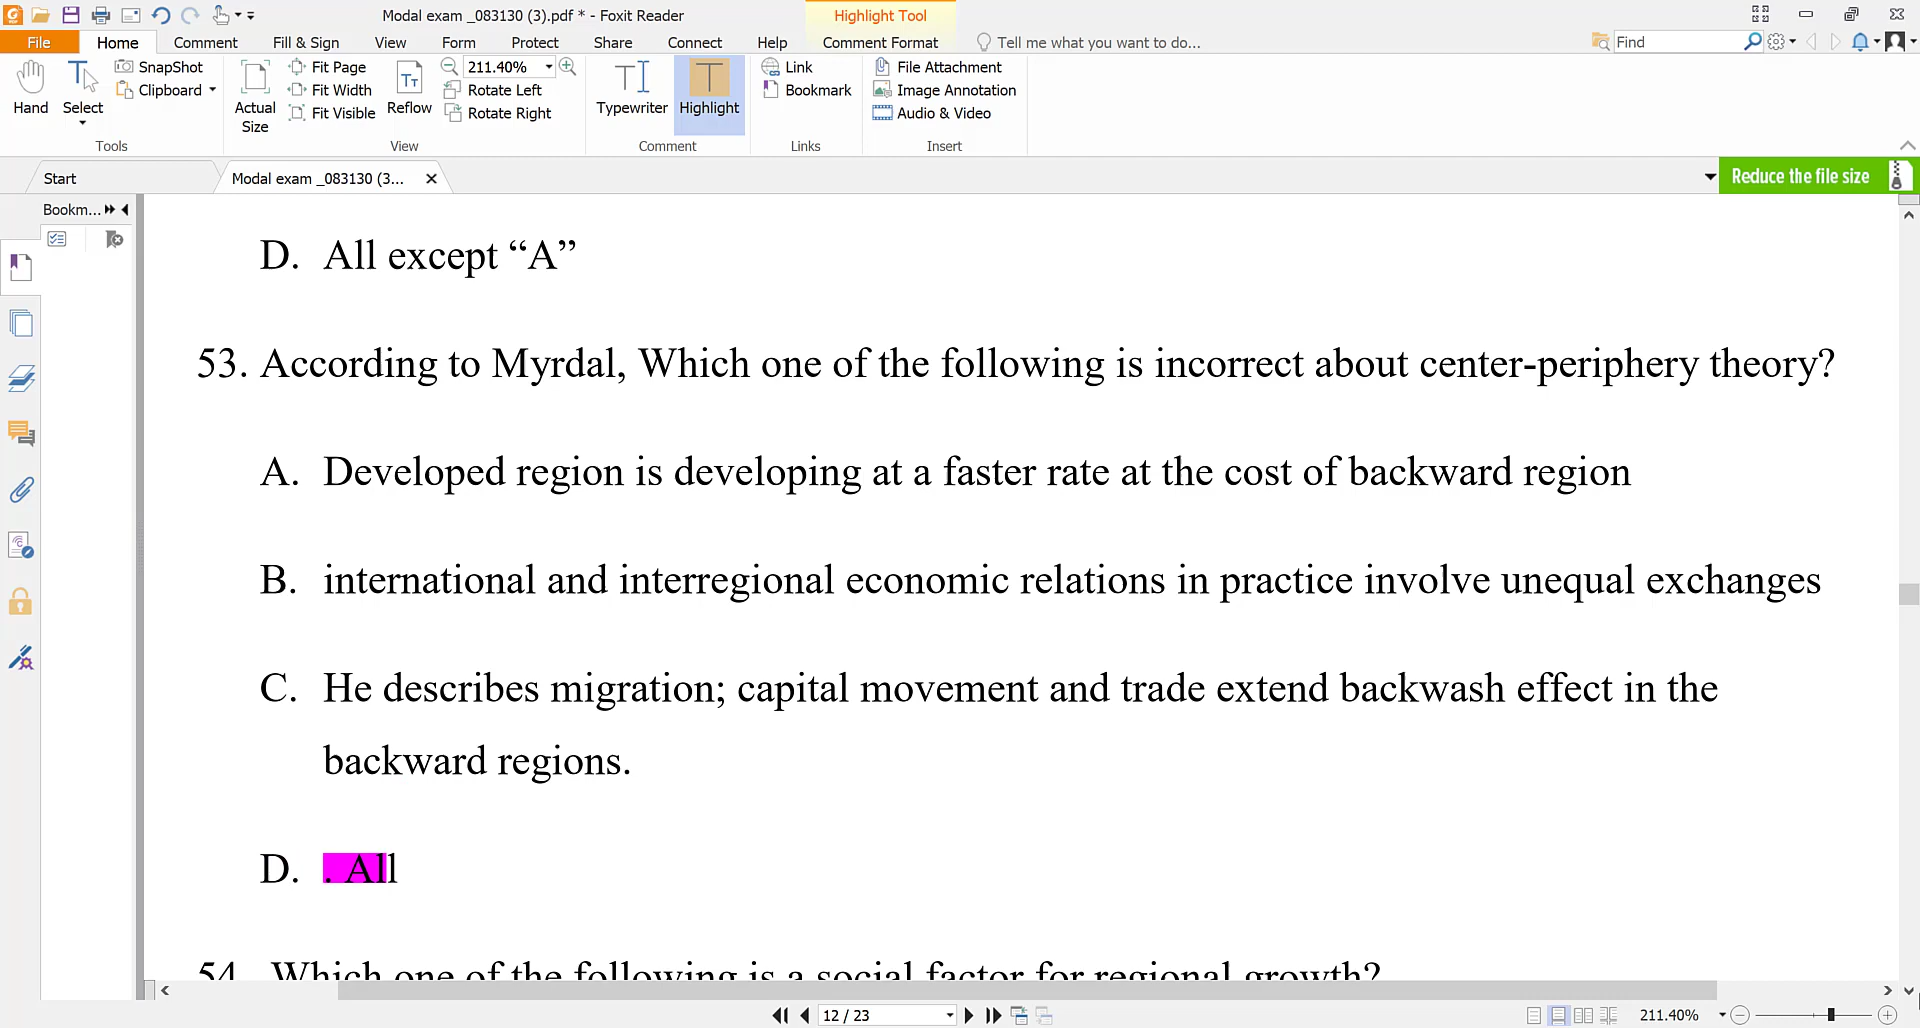 Modal exam _083130 (3).pdf * - Foxit Reader
Highlight Tool
File Home Comment Fill & Sign View Form Protect Share Connect Help Comment Format Tell me what you want to do... Find
SnapShot Fit Page 211.40% Link File Attachment
Clipboard Fit Width Rotate Left Bookmark Image Annotation
Hand Select Actual Size Fit Visible Reflow Rotate Right Typewriter Highlight Audio & Video
Tools View Comment Links Insert
Start Modal exam _083130 (3... Reduce the file size
Bookm...
D. All except “A”
53. According to Myrdal, Which one of the following is incorrect about center-periphery theory?
A. Developed region is developing at a faster rate at the cost of backward region
B. international and interregional economic relations in practice involve unequal exchanges
C. He describes migration; capital movement and trade extend backwash effect in the
backward regions.
D. . All
54. Which one of the following is a social factor for regional growth?
12 / 23 211.40%